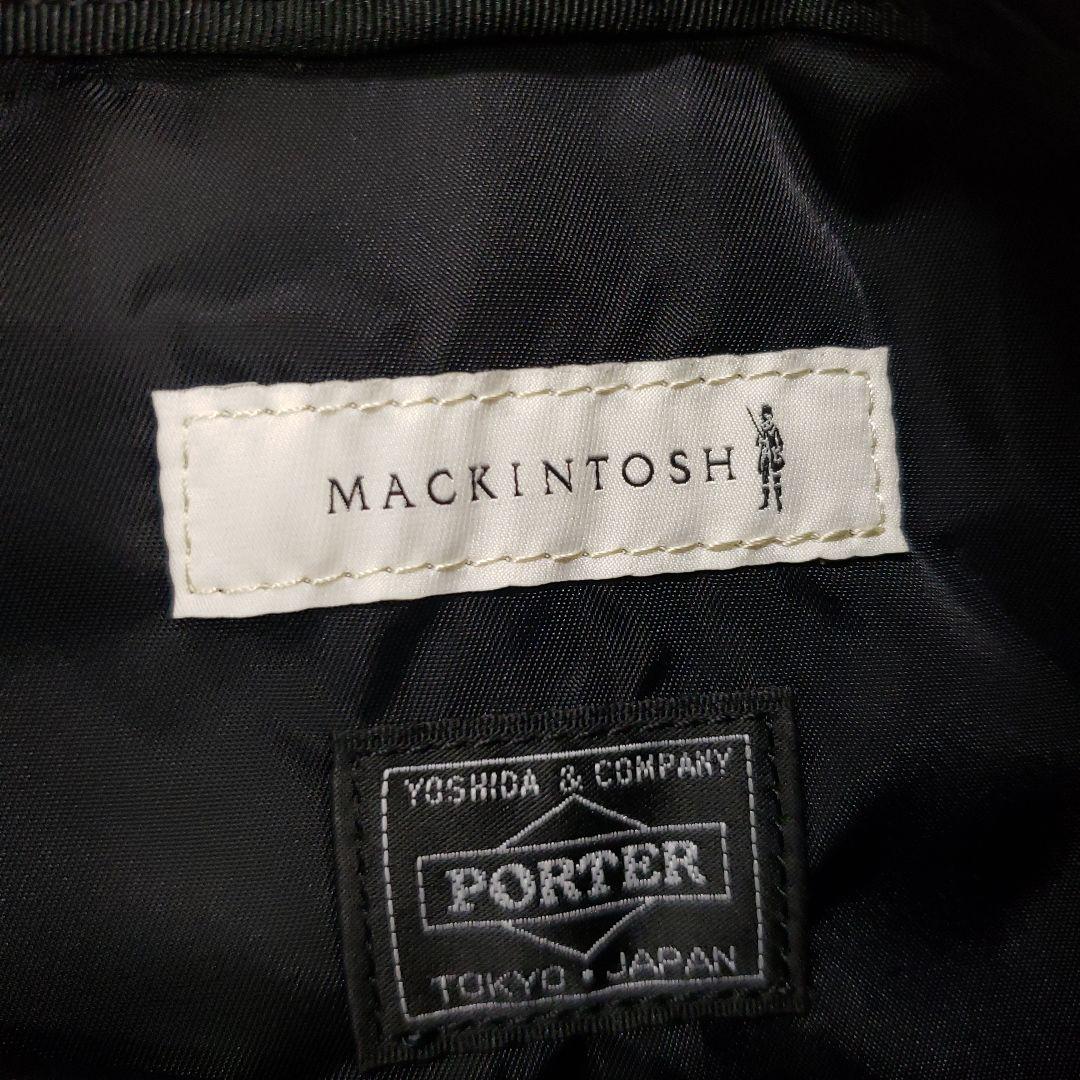 MACKINTOSH
YOSHIDA & COMPANY
PORTER
TOKYO • JAPAN